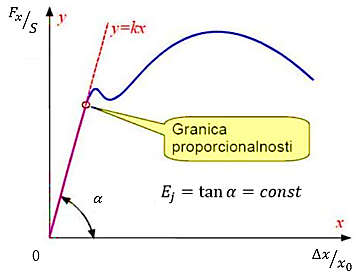 Fx/S y y=kx
Granica
proporcionalnosti
α
Ej = tan α = const
x
0
Δx/x0